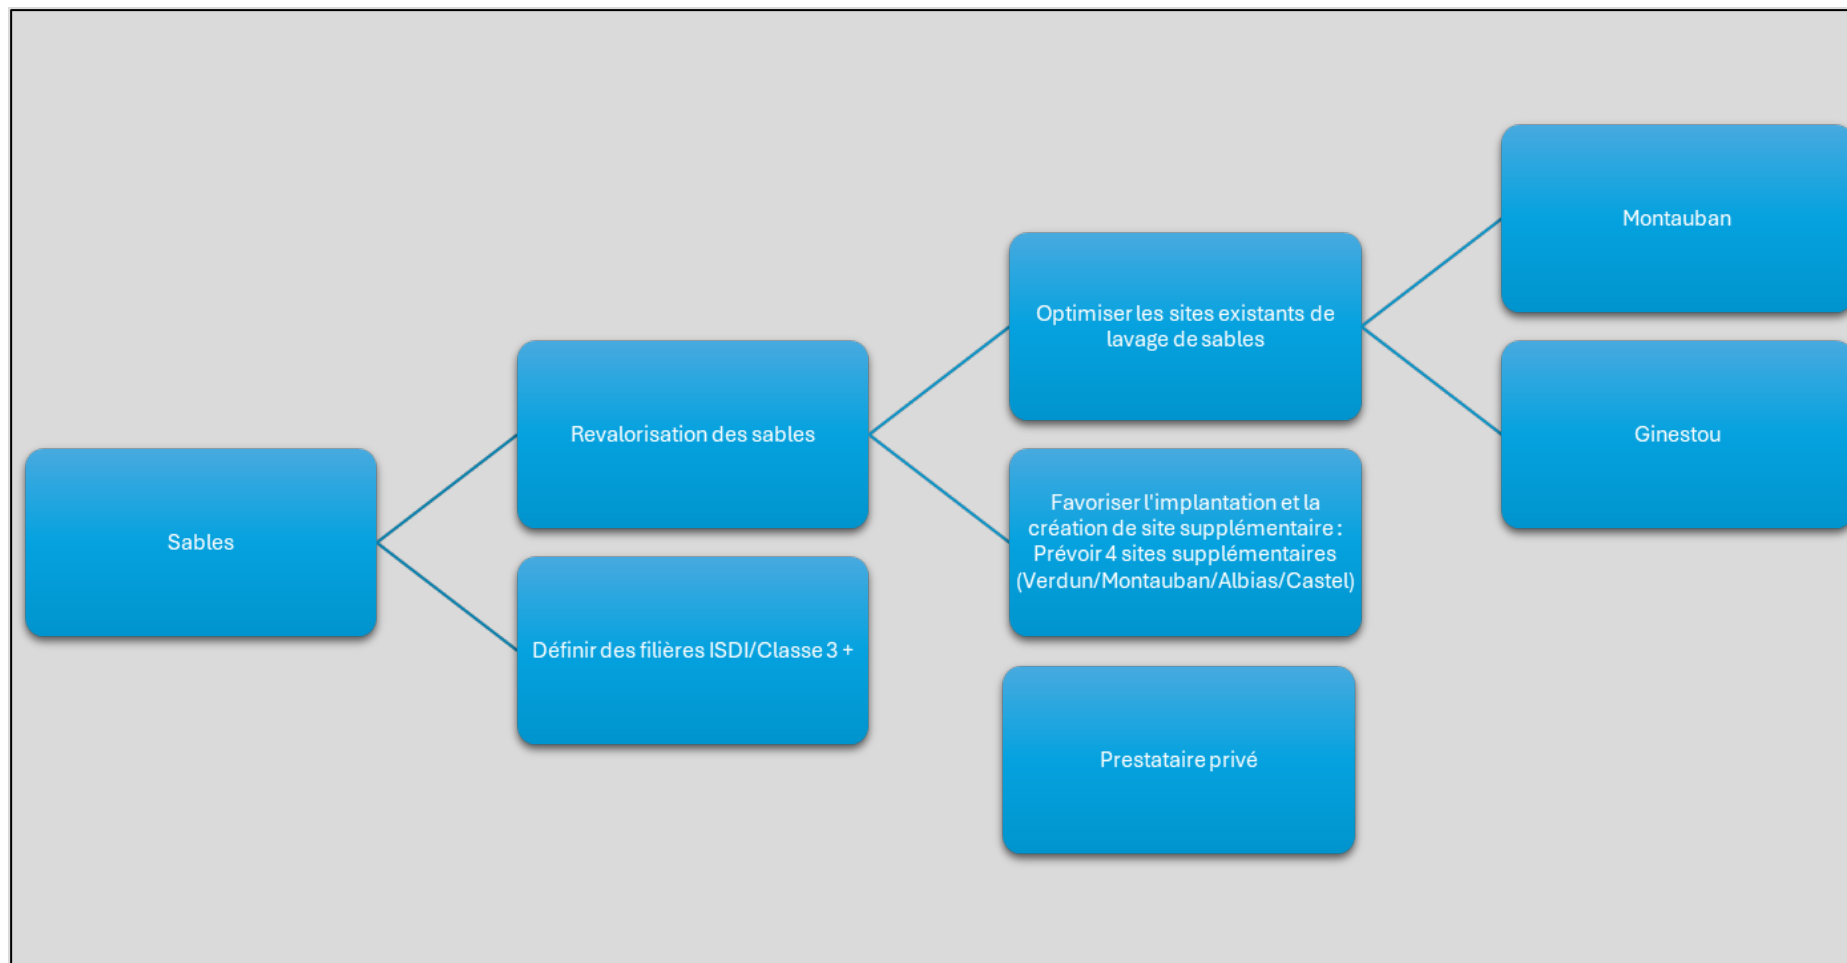 Sables
Revalorisation des sables
Définir des filières ISDI/Classe 3 +
Optimiser les sites existants de
lavage de sables
Favoriser l'implantation et la
création de site supplémentaire :
Prévoir 4 sites supplémentaires
(Verdun/Montauban/Albias/Castel)
Prestataire privé
Montauban
Ginestou